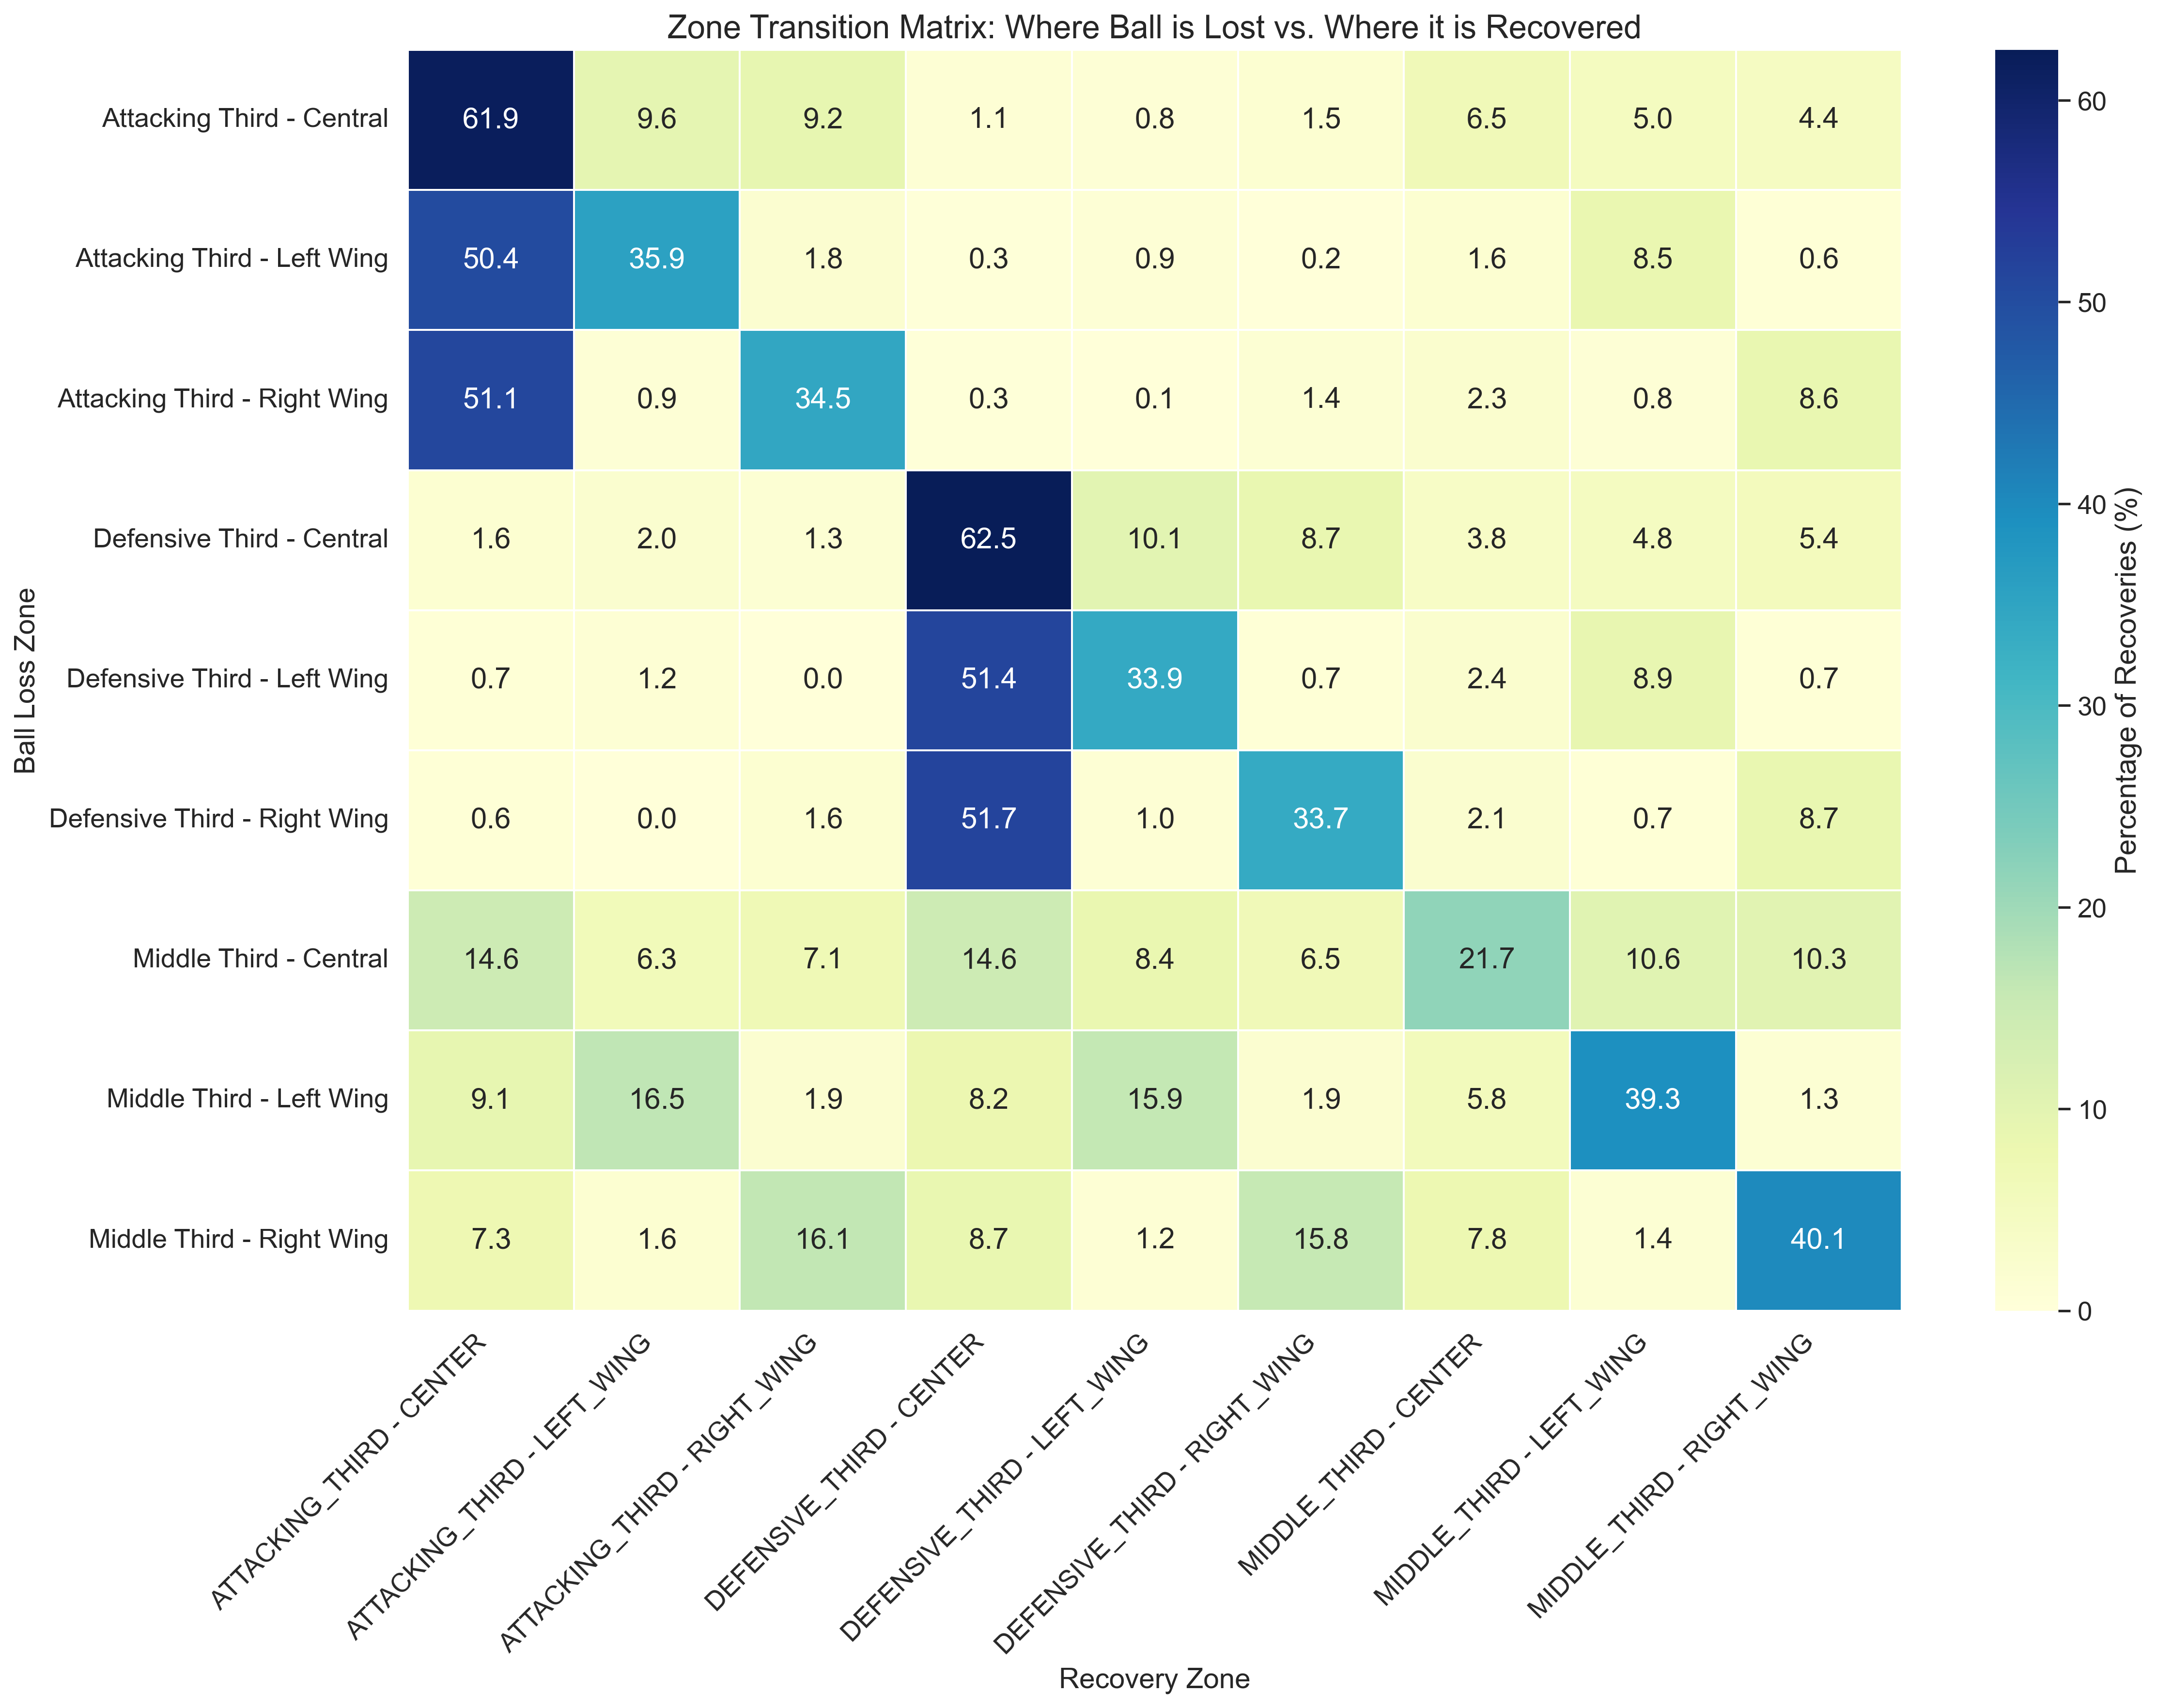 Zone Transition Matrix: Where Ball is Lost vs. Where it is Recovered
Ball Loss Zone
Attacking Third - Central 61.9 9.6 9.2 1.1 0.8 1.5 6.5 5.0 4.4
Attacking Third - Left Wing 50.4 35.9 1.8 0.3 0.9 0.2 1.6 8.5 0.6
Attacking Third - Right Wing 51.1 0.9 34.5 0.3 0.1 1.4 2.3 0.8 8.6
Defensive Third - Central 1.6 2.0 1.3 62.5 10.1 8.7 3.8 4.8 5.4
Defensive Third - Left Wing 0.7 1.2 0.0 51.4 33.9 0.7 2.4 8.9 0.7
Defensive Third - Right Wing 0.6 0.0 1.6 51.7 1.0 33.7 2.1 0.7 8.7
Middle Third - Central 14.6 6.3 7.1 14.6 8.4 6.5 21.7 10.6 10.3
Middle Third - Left Wing 9.1 16.5 1.9 8.2 15.9 1.9 5.8 39.3 1.3
Middle Third - Right Wing 7.3 1.6 16.1 8.7 1.2 15.8 7.8 1.4 40.1
ATTACKING_THIRD - CENTER
ATTACKING_THIRD - LEFT_WING
ATTACKING_THIRD - RIGHT_WING
DEFENSIVE_THIRD - CENTER
DEFENSIVE_THIRD - LEFT_WING
DEFENSIVE_THIRD - RIGHT_WING
MIDDLE_THIRD - CENTER
MIDDLE_THIRD - LEFT_WING
MIDDLE_THIRD - RIGHT_WING
Recovery Zone
60
50
40
30
20
10
0
Percentage of Recoveries (%)